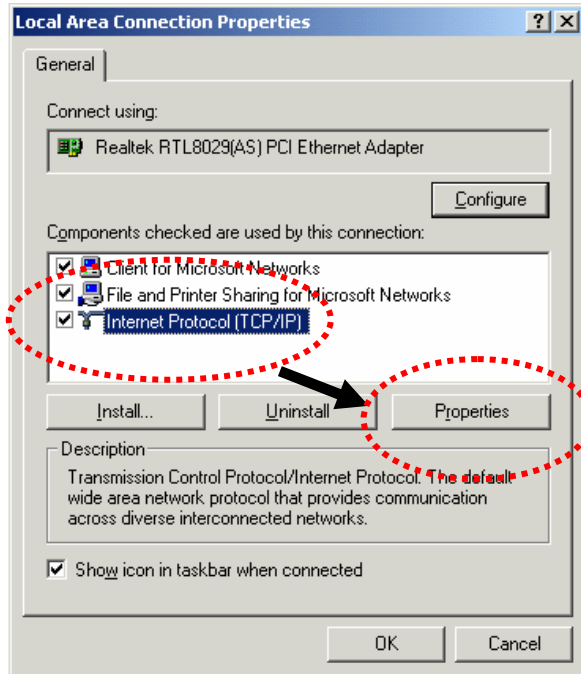 Local Area Connection Properties
General
Connect using:
Realtek RTL8029(AS) PCI Ethernet Adapter
Configure
Components checked are used by this connection:
Client for Microsoft Networks
File and Printer Sharing for Microsoft Networks
Internet Protocol (TCP/IP)
Install... Uninstall Properties
Description
Transmission Control Protocol/Internet Protocol. The default
wide area network protocol that provides communication
across diverse interconnected networks.
Show icon in taskbar when connected
OK Cancel